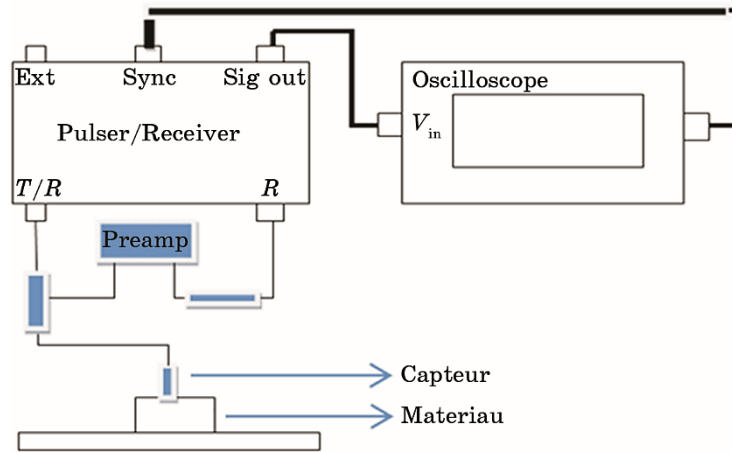 Ext
Sync
Sig out
Pulser/Receiver
T/R
R
Oscilloscope
Vin
Preamp
Capteur
Materiau